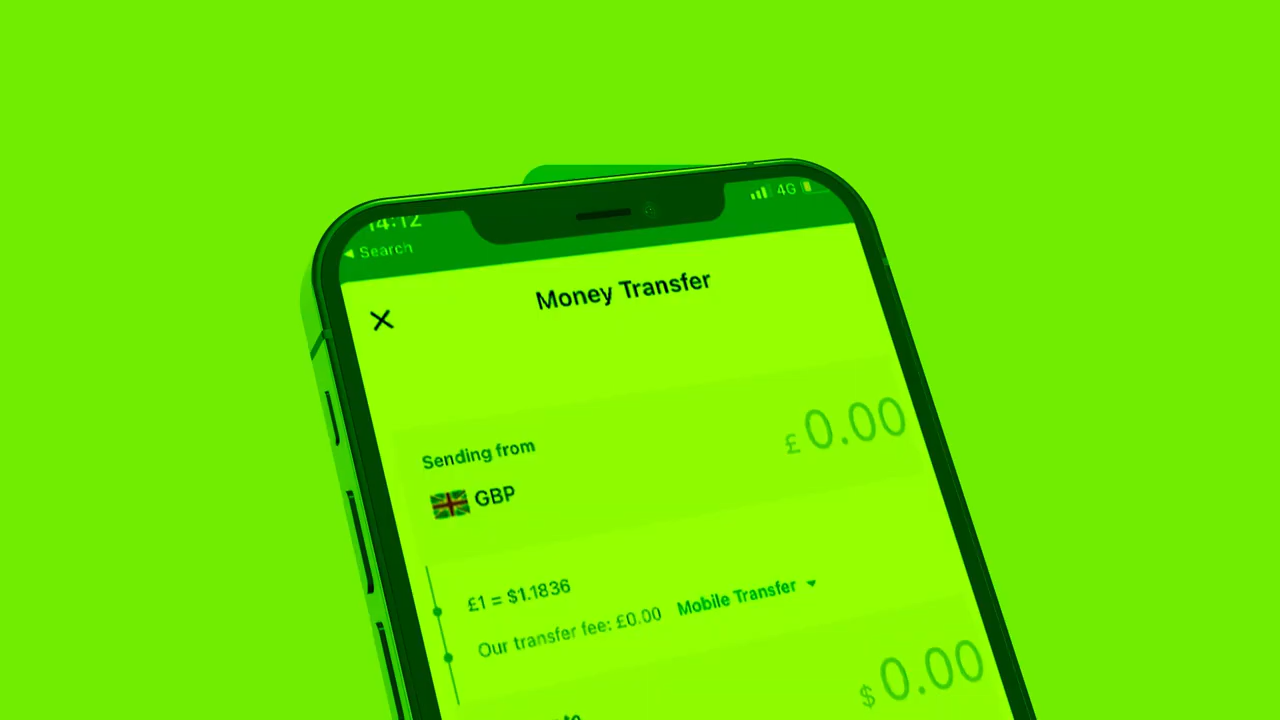 14:12
4G
◀ Search
Money Transfer
Sending from
£0.00
GBP
£1 = $1.1836
Our transfer fee: £0.00 Mobile Transfer
$0.00